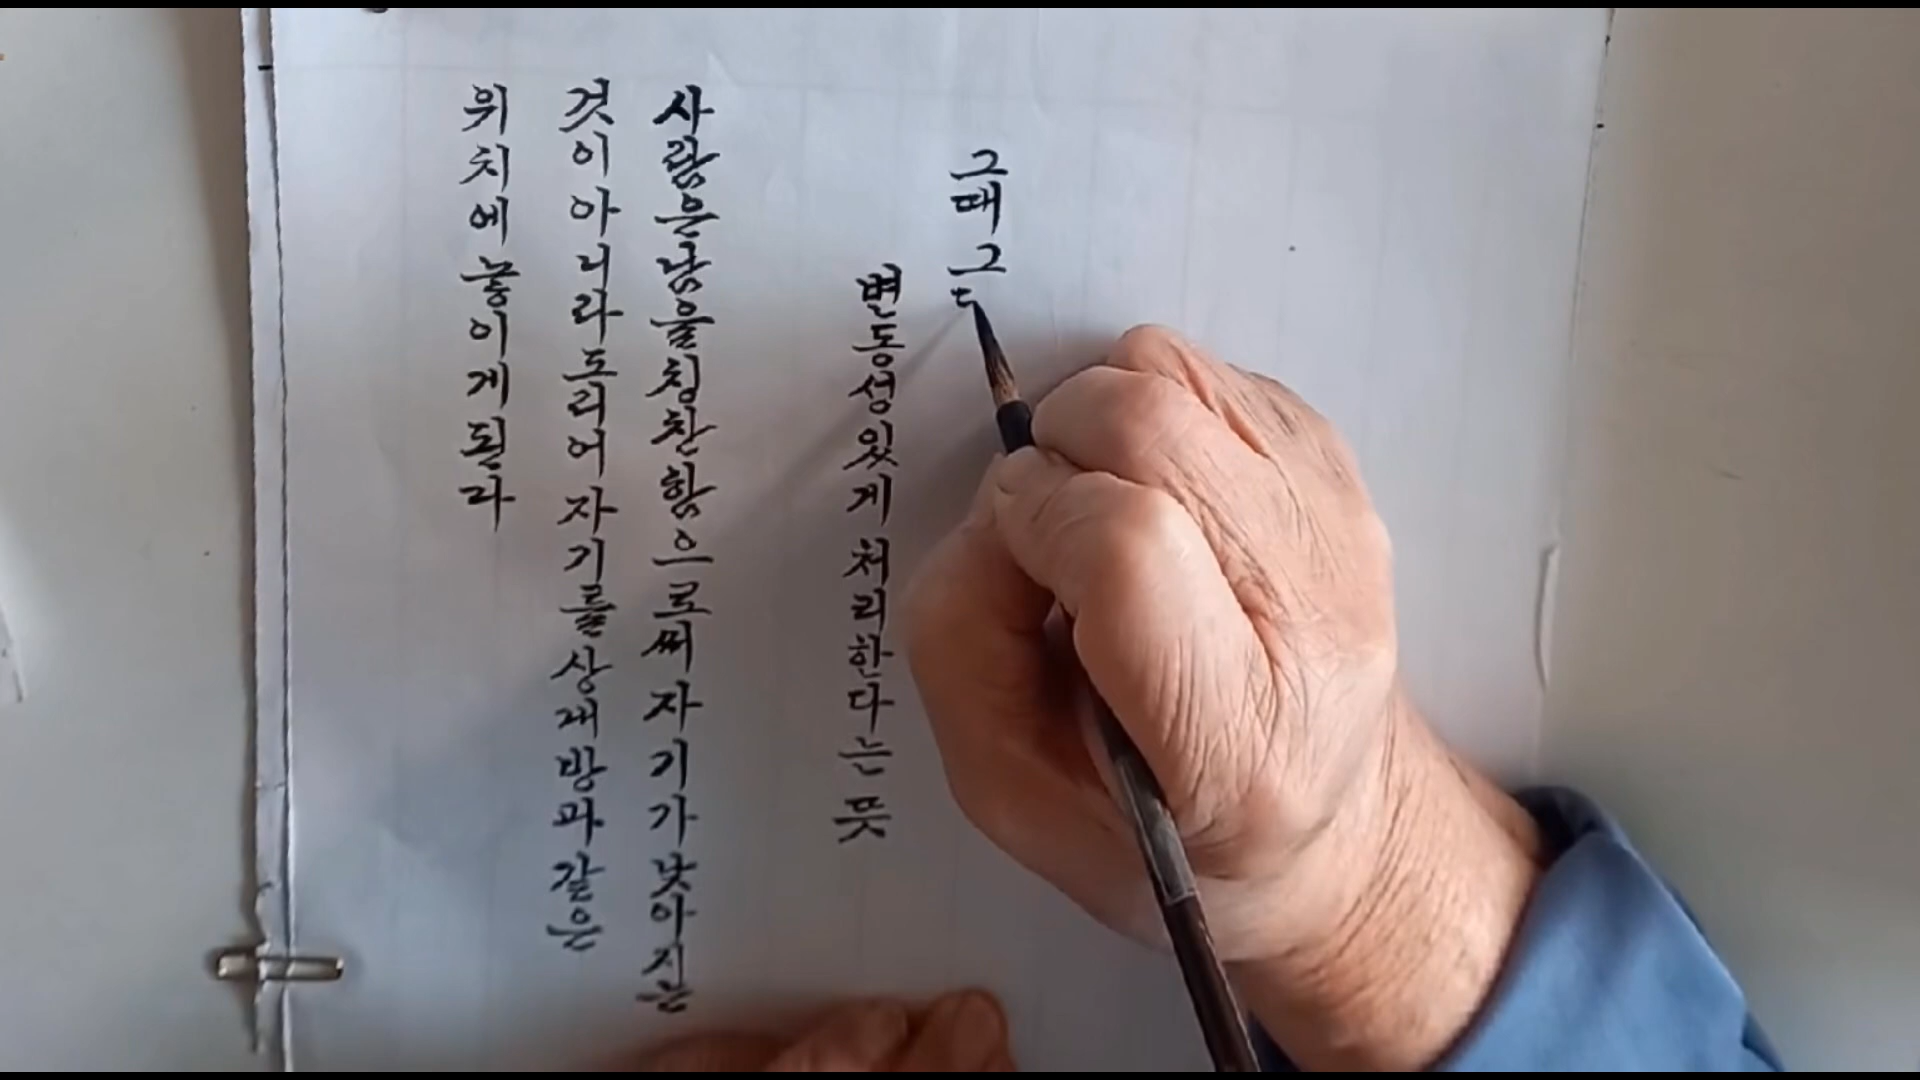 그때 그
변동성있게 처리한다는 뜻
사람은남을칭찬함으로써 자기가낮아지는
것이아니라도리어 자기를상대방과같은
위치에놓이게된다